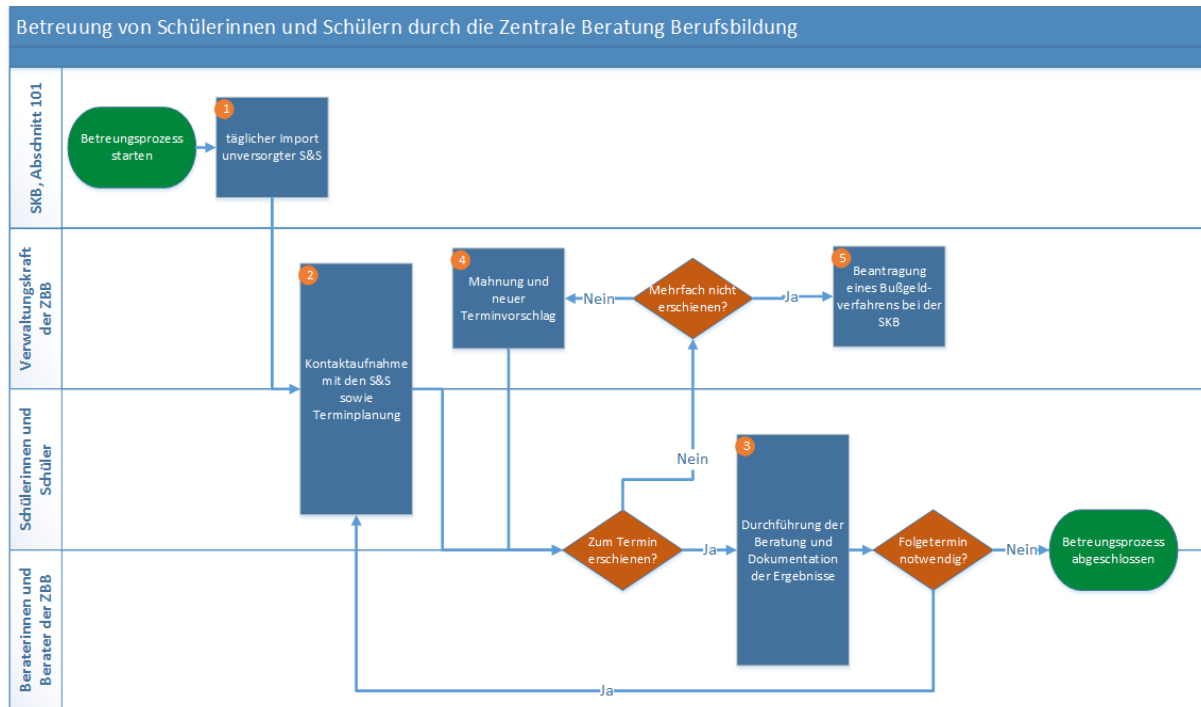 Betreuung von Schülerinnen und Schülern durch die Zentrale Beratung Berufsbildung
SKB, Abschnitt 101
Betreungsprozess
starten
1
täglicher Import
unversorgter S&S
Verwaltungskraft
der ZBB
2
Kontaktaufnahme
mit den S&S
sowie
Terminplanung
4
Mahnung und
neuer
Terminvorschlag
Nein
Mehrfach nicht
erschienen?
Ja
5
Beantragung
eines Bußgeld-
verfahrens bei der
SKB
Schülerinnen und
Schüler
Nein
Zum Termin
erschienen?
Ja
3
Durchführung der
Beratung und
Dokumentation
der Ergebnisse
Folgetermin
notwendig?
Nein
Betreungsprozess
abgeschlossen
Beraterinnen und
Berater der ZBB
Ja